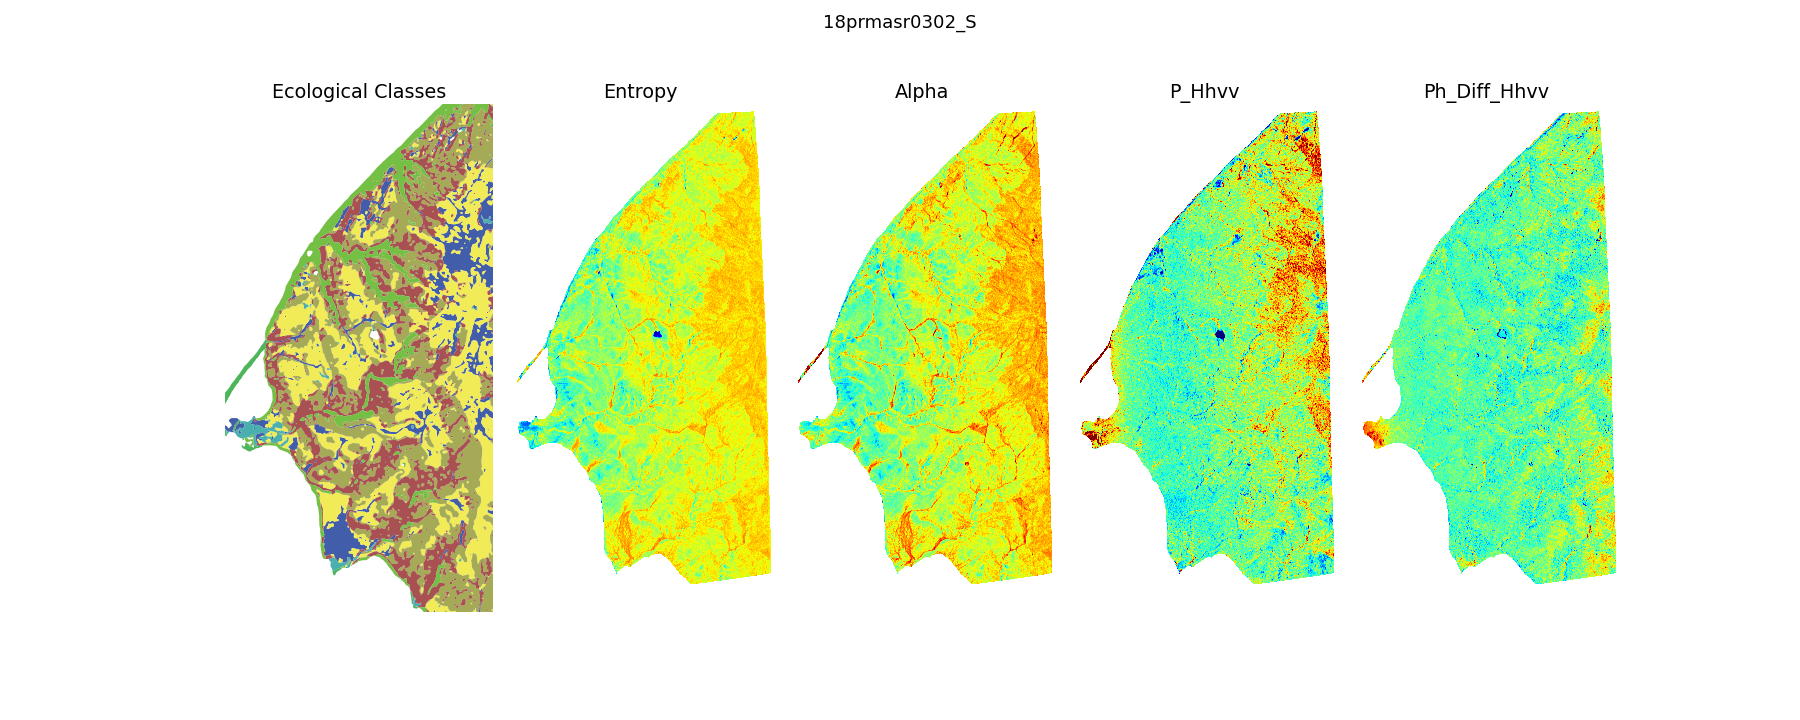 18prmasr0302_S
Ecological Classes
Entropy
Alpha
P_Hhvv
Ph_Diff_Hhvv